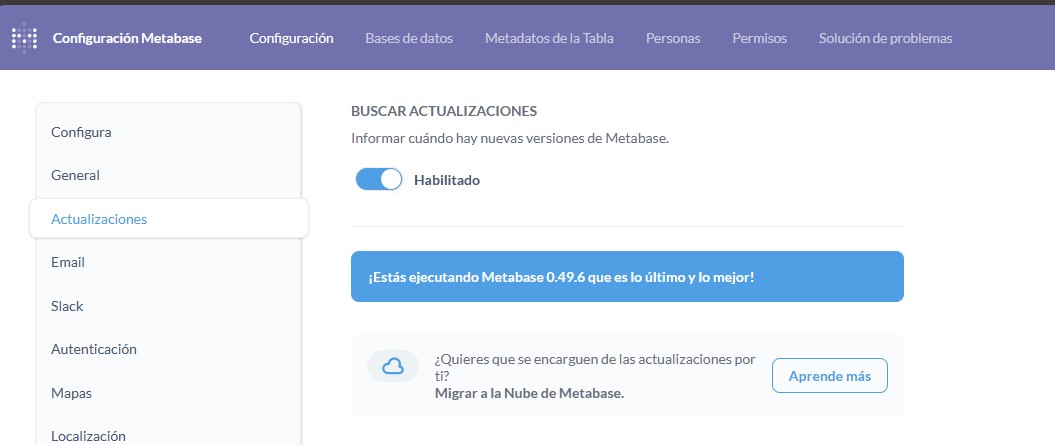 Configuración Metabase
Configuración
Bases de datos
Metadatos de la Tabla
Personas
Permisos
Solución de problemas
Configura
General
Actualizaciones
Email
Slack
Autenticación
Mapas
Localización
BUSCAR ACTUALIZACIONES
Informar cuándo hay nuevas versiones de Metabase.
Habilitado
¡Estás ejecutando Metabase 0.49.6 que es lo último y lo mejor!
¿Quieres que se encarguen de las actualizaciones por
ti?
Migrar a la Nube de Metabase.
Aprende más